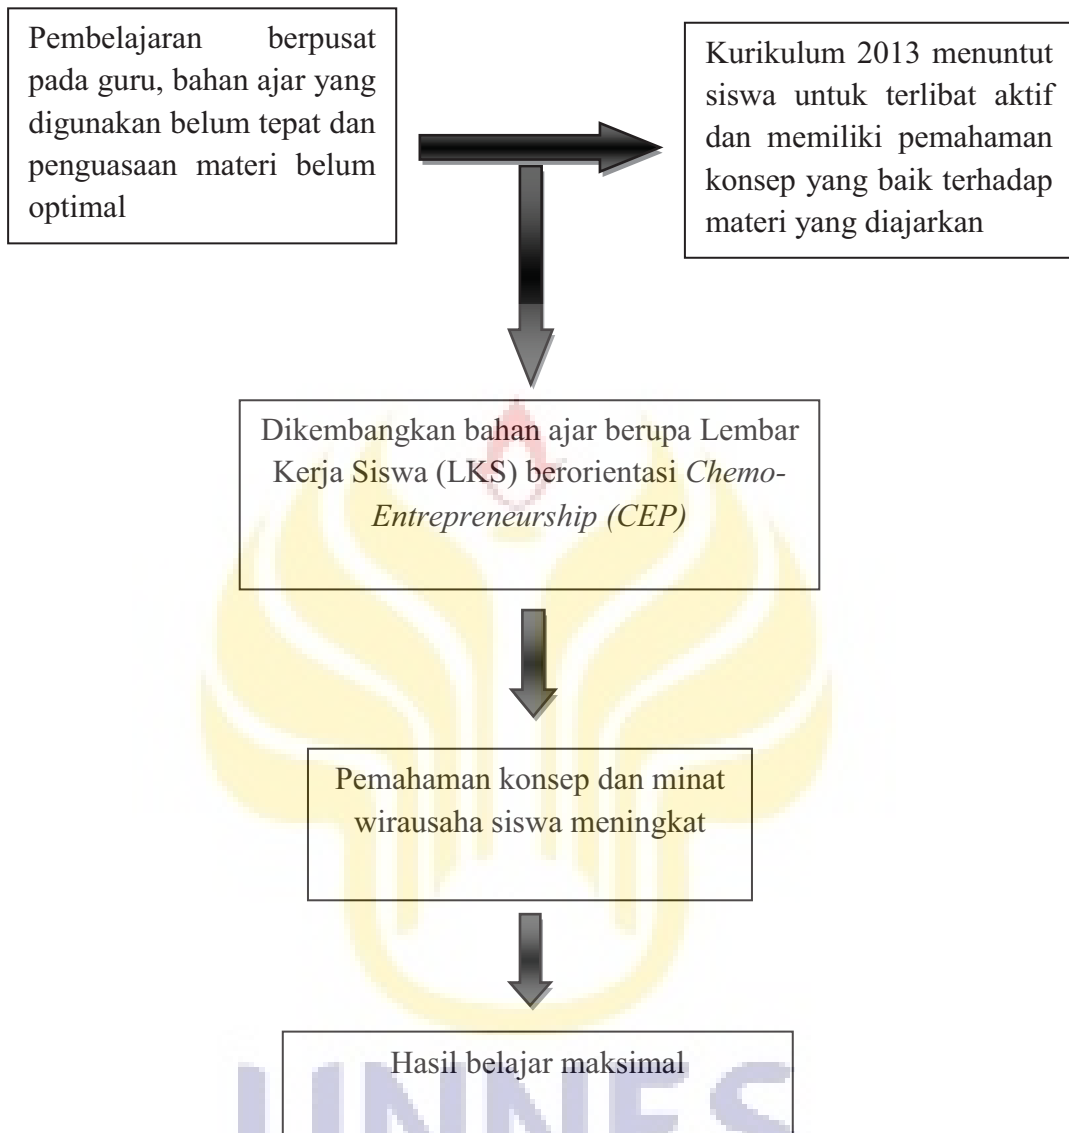 Pembelajaran berpusat
pada guru, bahan ajar yang
digunakan belum tepat dan
penguasaan materi belum
optimal
Kurikulum 2013 menuntut
siswa untuk terlibat aktif
dan memiliki pemahaman
konsep yang baik terhadap
materi yang diajarkan
Dikembangkan bahan ajar berupa Lembar
Kerja Siswa (LKS) berorientasi Chemo-
Entrepreneurship (CEP)
Pemahaman konsep dan minat
wirausaha siswa meningkat
Hasil belajar maksimal
UNNES